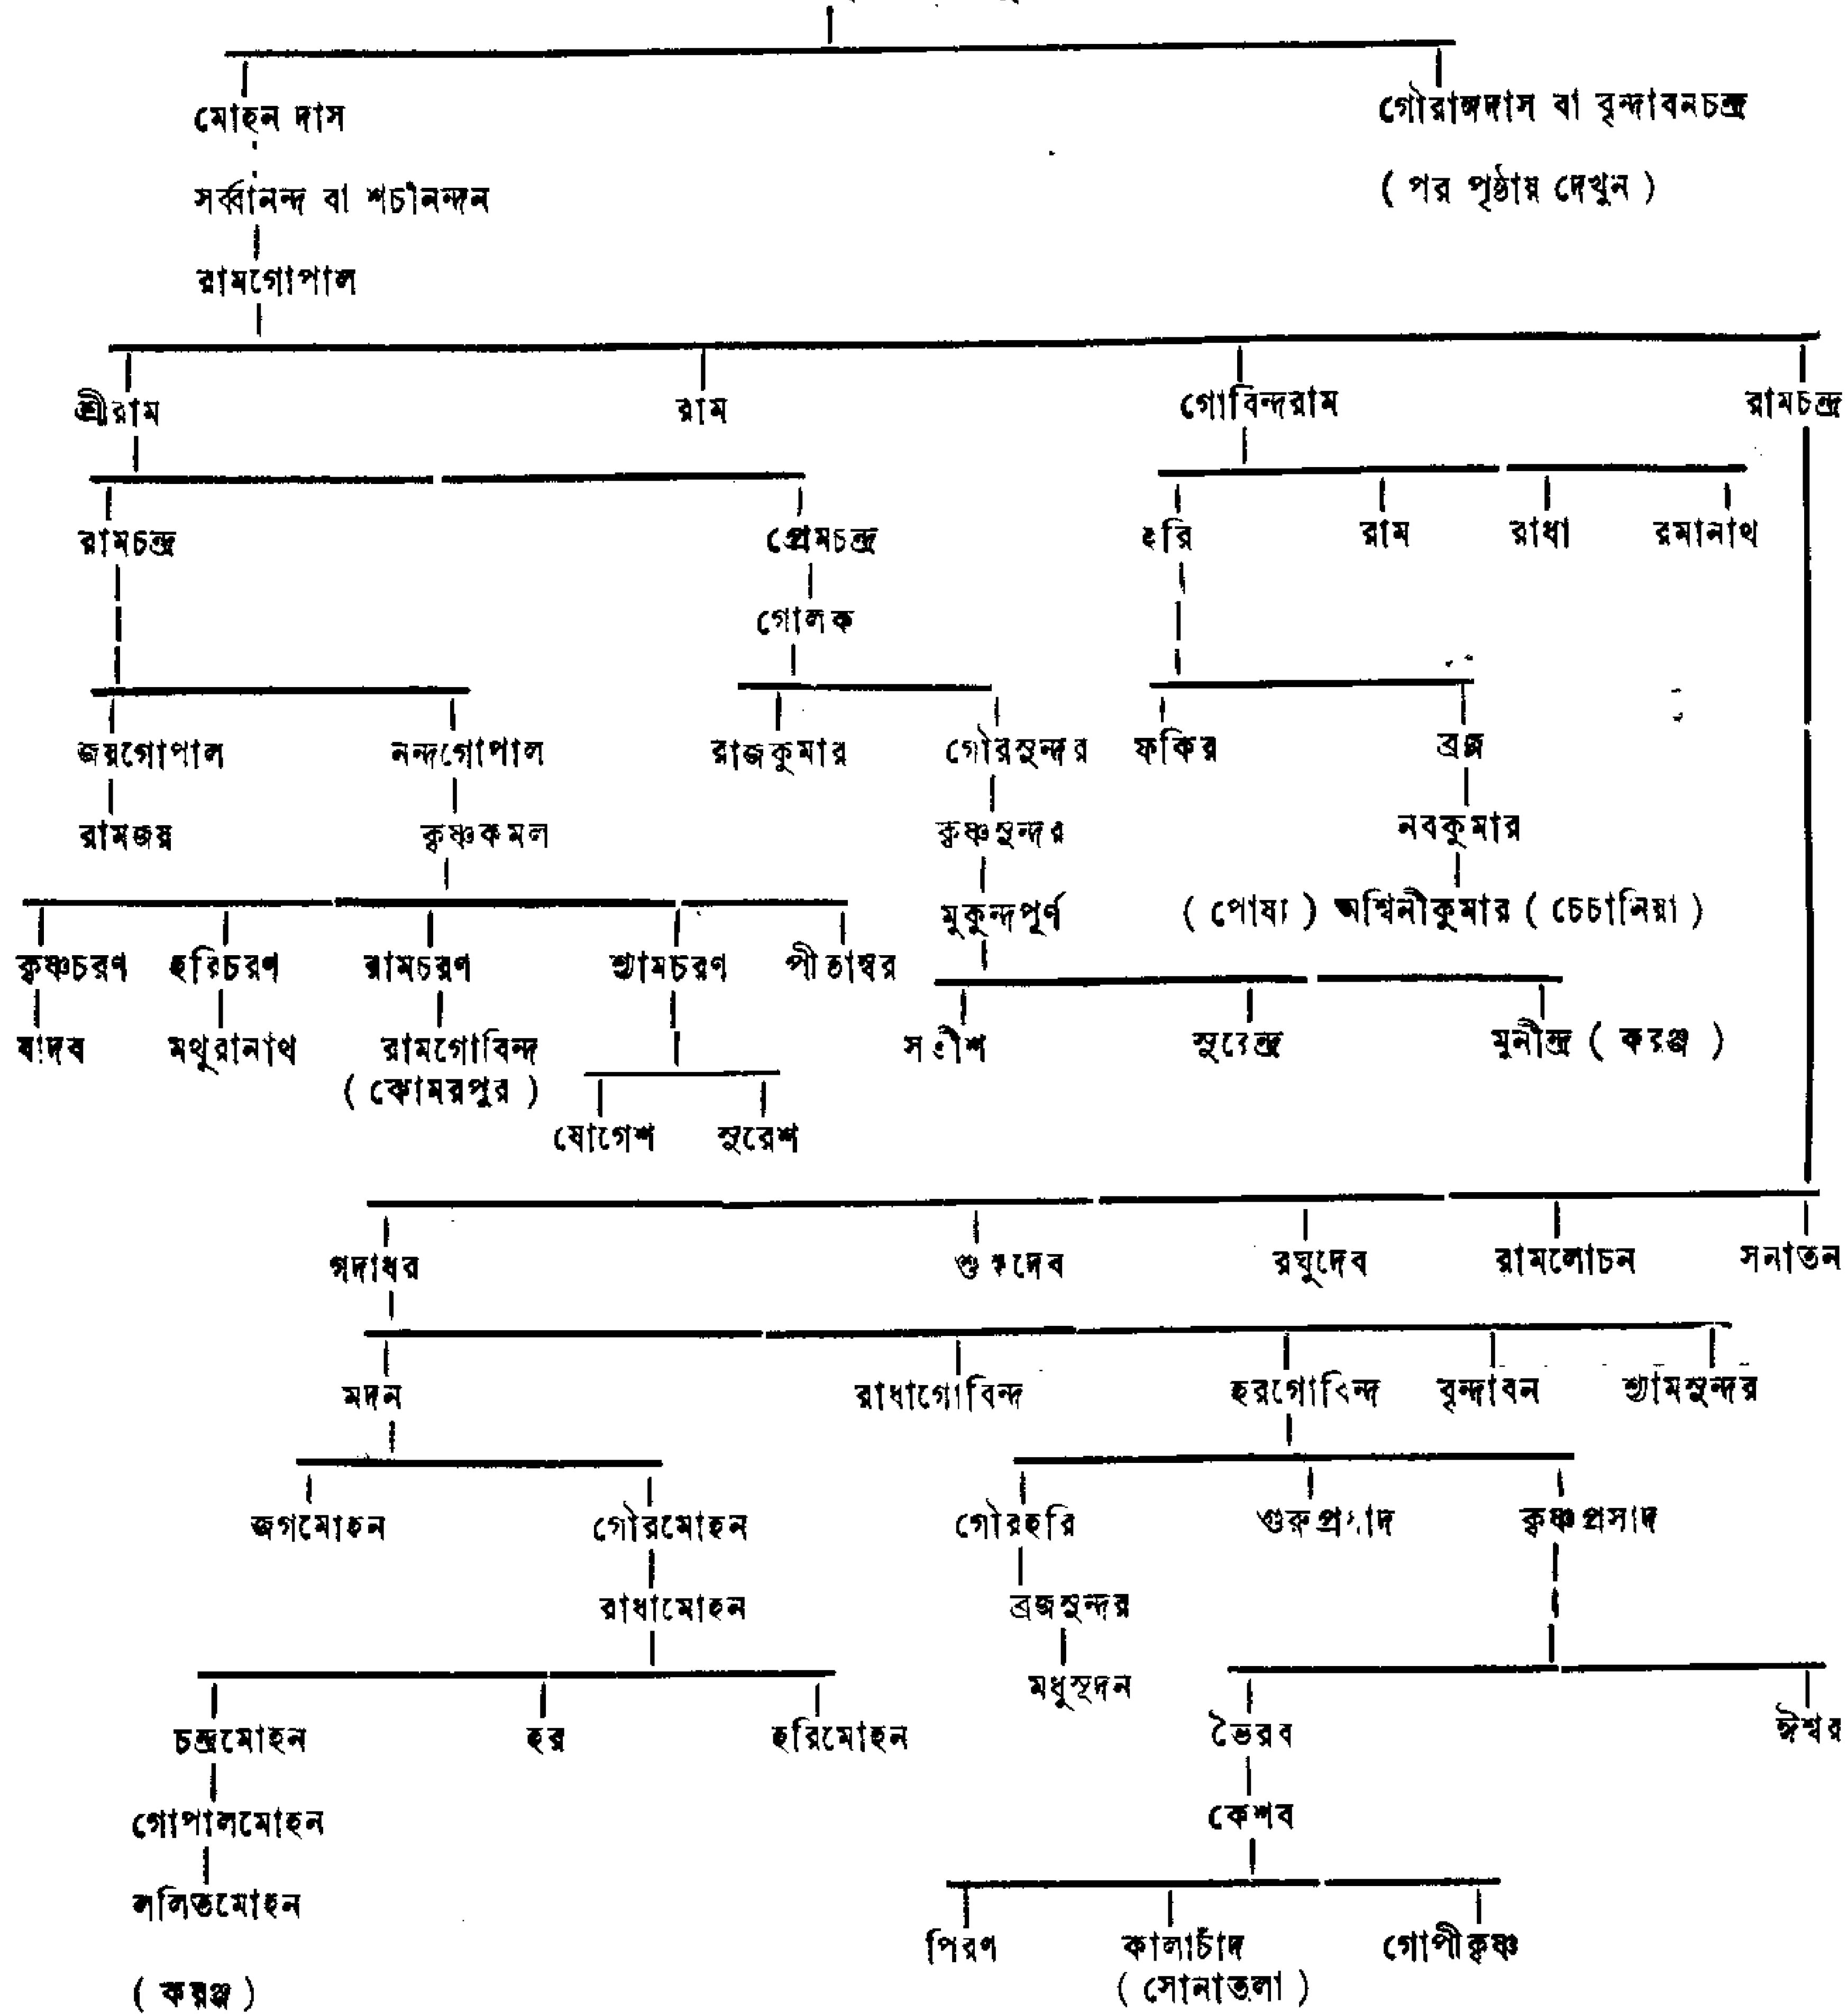 মোহন দাস গৌরাঙ্গদাস বা বৃন্দাবনচন্দ্র
সর্ব্বানন্দ বা শচীনন্দন ( পর পৃষ্ঠায় দেখুন )
রামগোপাল
শ্রীরাম রাম গোবিন্দরাম রামচন্দ্র
রামচন্দ্র প্রেমচন্দ্র হরি রাম রাধা রমানাথ
গোলক
জয়গোপাল নন্দগোপাল রাজকুমার গৌরসুন্দর ফকির ব্রজ
রামজয় কৃষ্ণকমল কৃষ্ণসুন্দর নবকুমার
মুকুন্দপূর্ণ ( পোষ্য ) অশ্বিনীকুমার ( চেচানিয়া )
কৃষ্ণচরণ হরিচরণ রামচরণ শ্যামচরণ পীতাম্বর
যাদব মথুরানাথ রামগোবিন্দ সতীশ সুরেন্দ্র মুনীন্দ্র ( করঞ্জ )
( কোমরপুর )
যোগেশ সুরেশ
গদাধর শুকদেব রঘুদেব রামলোচন সনাতন
মদন রাধাগোবিন্দ হরগোবিন্দ বৃন্দাবন শ্যামসুন্দর
জগমোহন গৌরমোহন গৌরহরি গুরুপ্রসাদ কৃষ্ণপ্রসাদ
রাধামোহন ব্রজসুন্দর
মধুসূদন
চন্দ্রমোহন হর হরিমোহন ভৈরব ঈশ্বর
গোপালমোহন কেশব
ললিতমোহন
পিরণ কালাচাঁদ গোপীকৃষ্ণ
( করঞ্জ ) ( সোনাতলা )